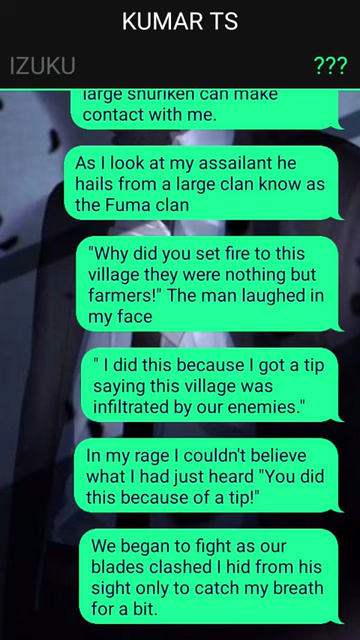 KUMAR TS
IZUKU
???
large shuriken can make
contact with me.
As I look at my assailant he
hails from a large clan know as
the Fuma clan
"Why did you set fire to this
village they were nothing but
farmers!" The man laughed in
my face
" I did this because I got a tip
saying this village was
infiltrated by our enemies."
In my rage I couldn't believe
what I had just heard "You did
this because of a tip!"
We began to fight as our
blades clashed I hid from his
sight only to catch my breath
for a bit.